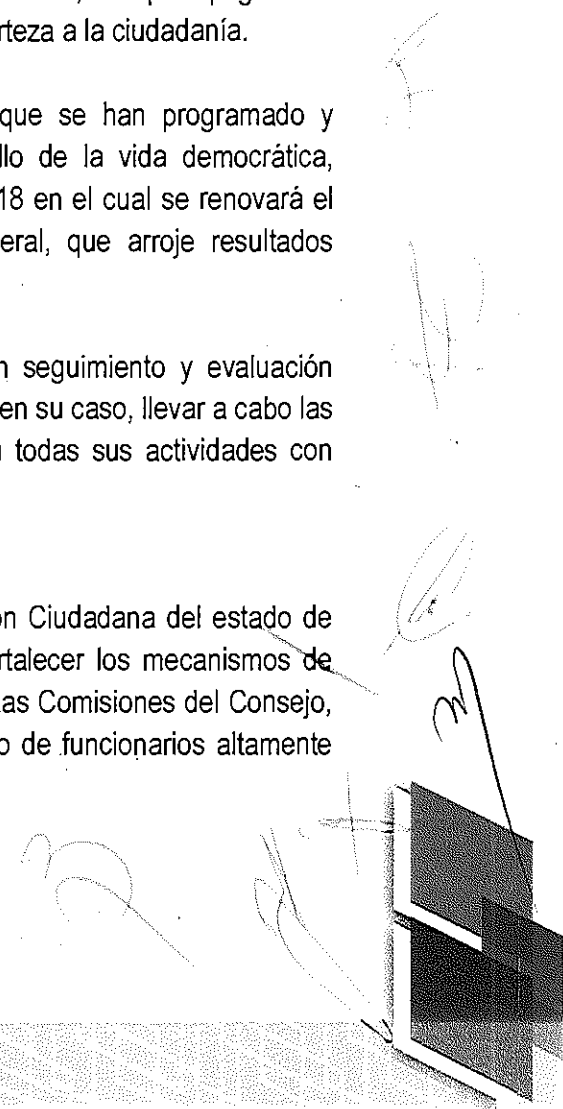 rteza a la ciudadanía.
que se han programado y
llo de la vida democrática,
18 en el cual se renovará el
eral, que arroje resultados
n seguimiento y evaluación
en su caso, llevar a cabo las
todas sus actividades con
ón Ciudadana del estado de
rtalecer los mecanismos de
Las Comisiones del Consejo,
o de funcionarios altamente